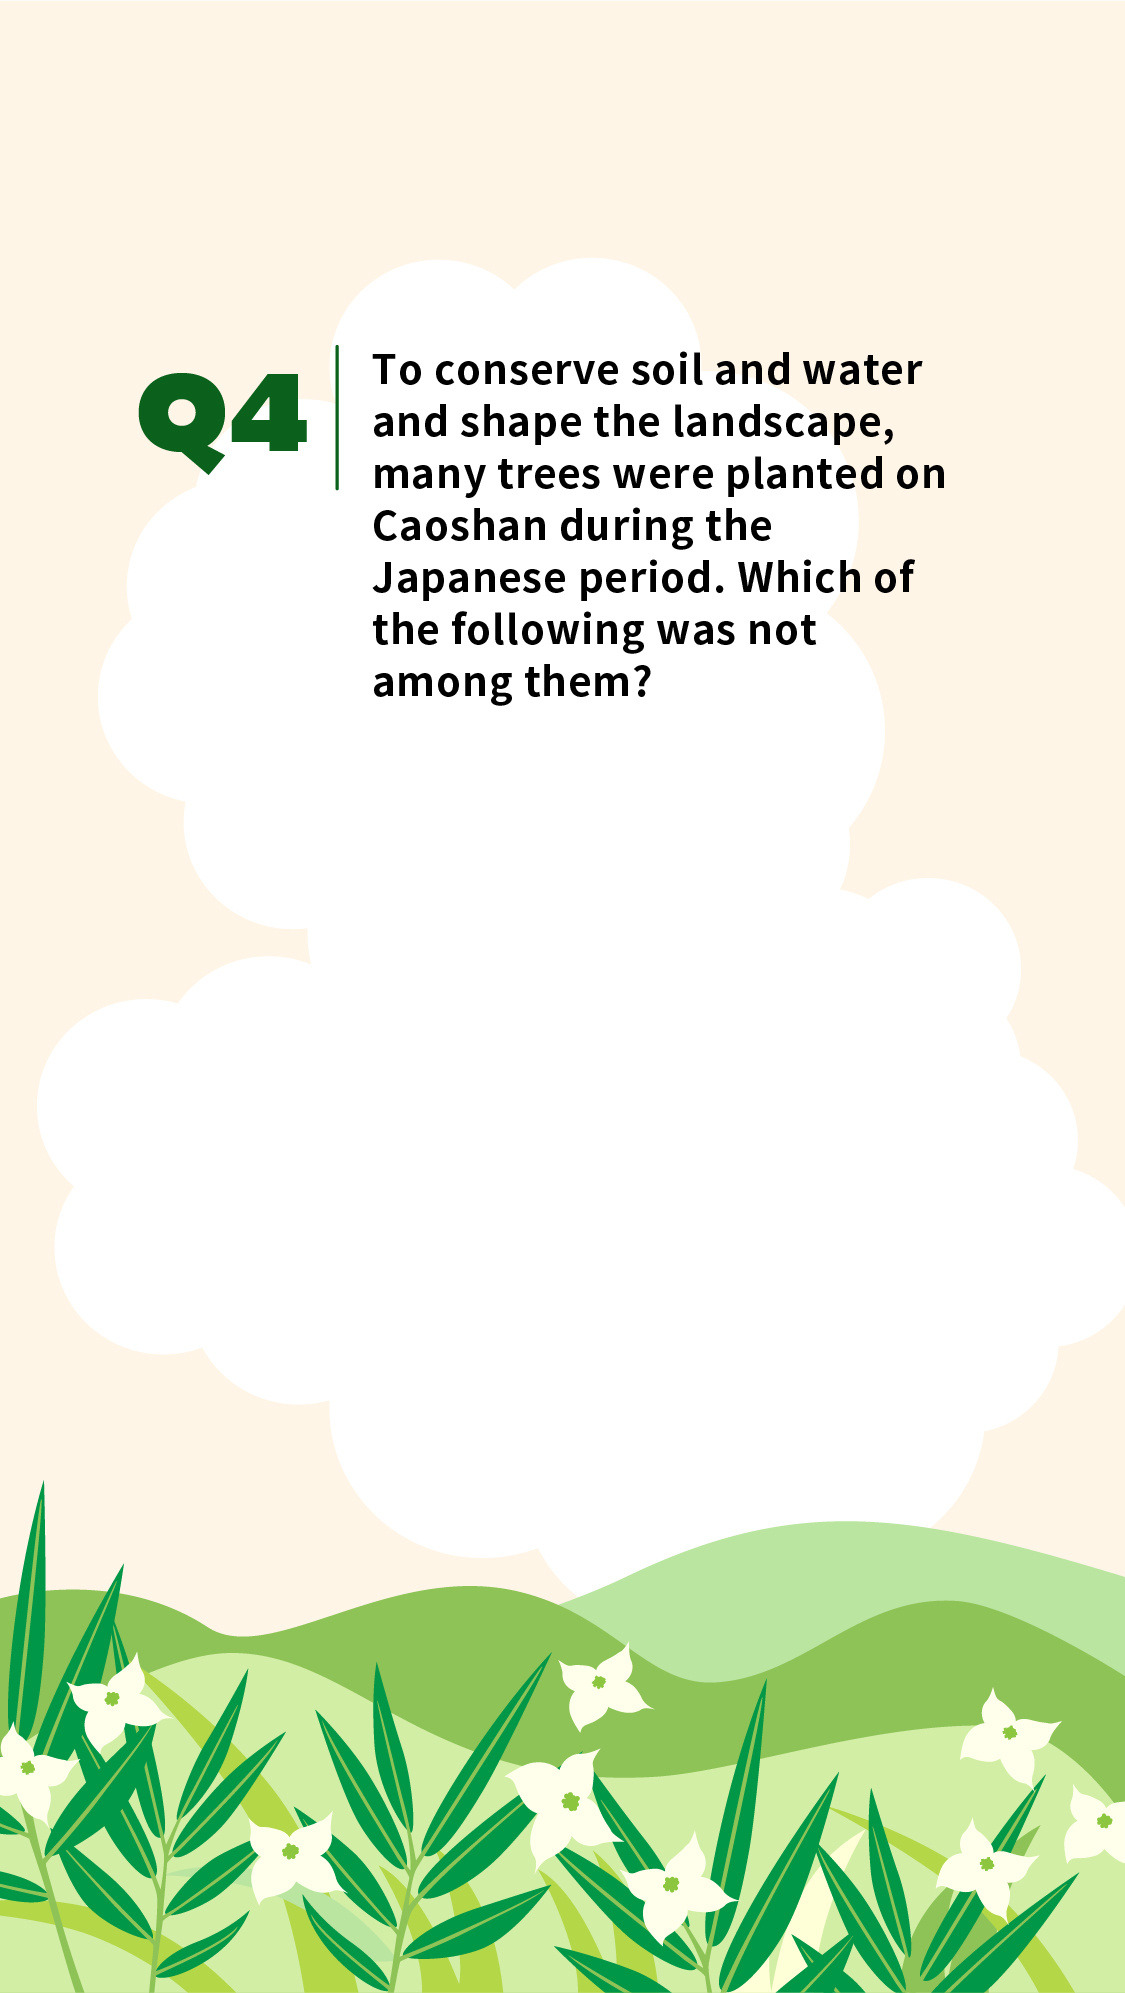 Q4
To conserve soil and water
and shape the landscape,
many trees were planted on
Caoshan during the
Japanese period. Which of
the following was not
among them?